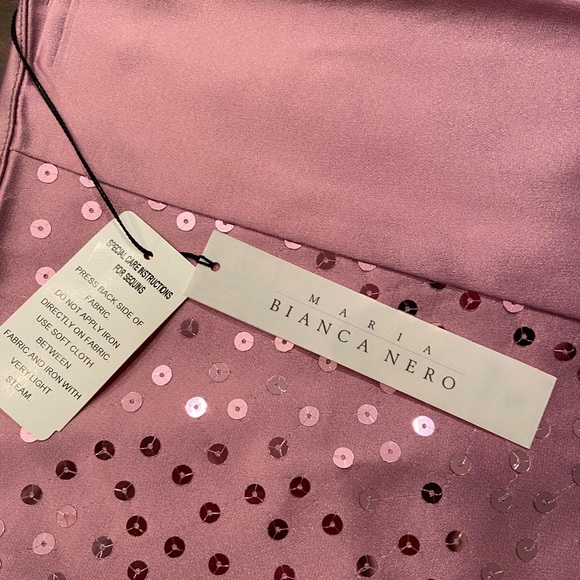 SPECIAL CARE INSTRUCTIONS
FOR SEQUINS
PRESS BACK SIDE OF
FABRIC.
DO NOT APPLY IRON
DIRECTLY ON FABRIC.
USE SOFT CLOTH
BETWEEN
FABRIC AND IRON WITH
VERY LIGHT
STEAM.
MARIA
BIANCA NERO